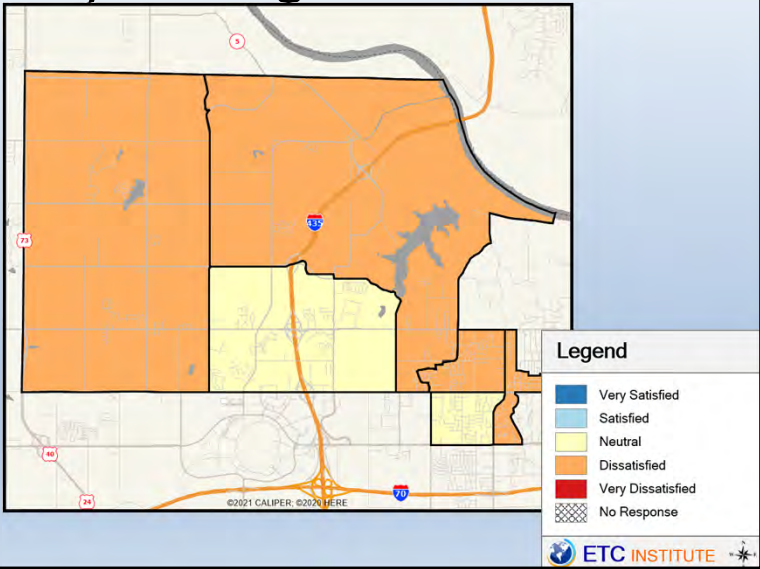 5
435
73
Legend
Very Satisfied
Satisfied
Neutral
Dissatisfied
Very Dissatisfied
No Response
40
24
70
©2021 CALIPER; ©2020 HERE
ETC INSTITUTE